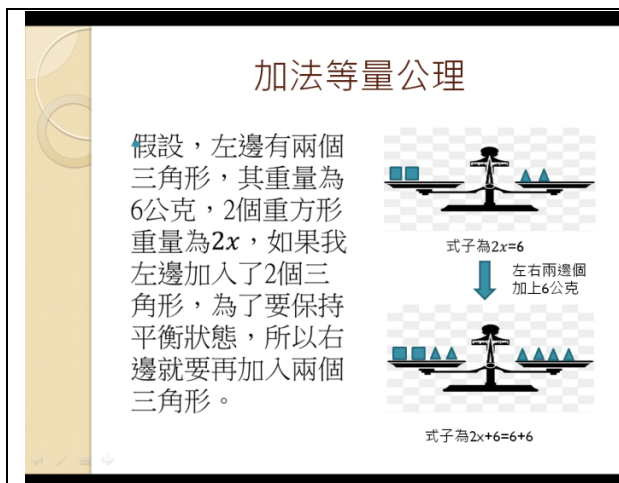 加法等量公理
假設，左邊有兩個
三角形，其重量為
6公克，2個重方形
重量為2x，如果我
左邊加入了2個三
角形，為了要保持
平衡狀態，所以右
邊就要再加入兩個
三角形。
式子為2x=6
左右兩邊個
加上6公克
式子為2x+6=6+6